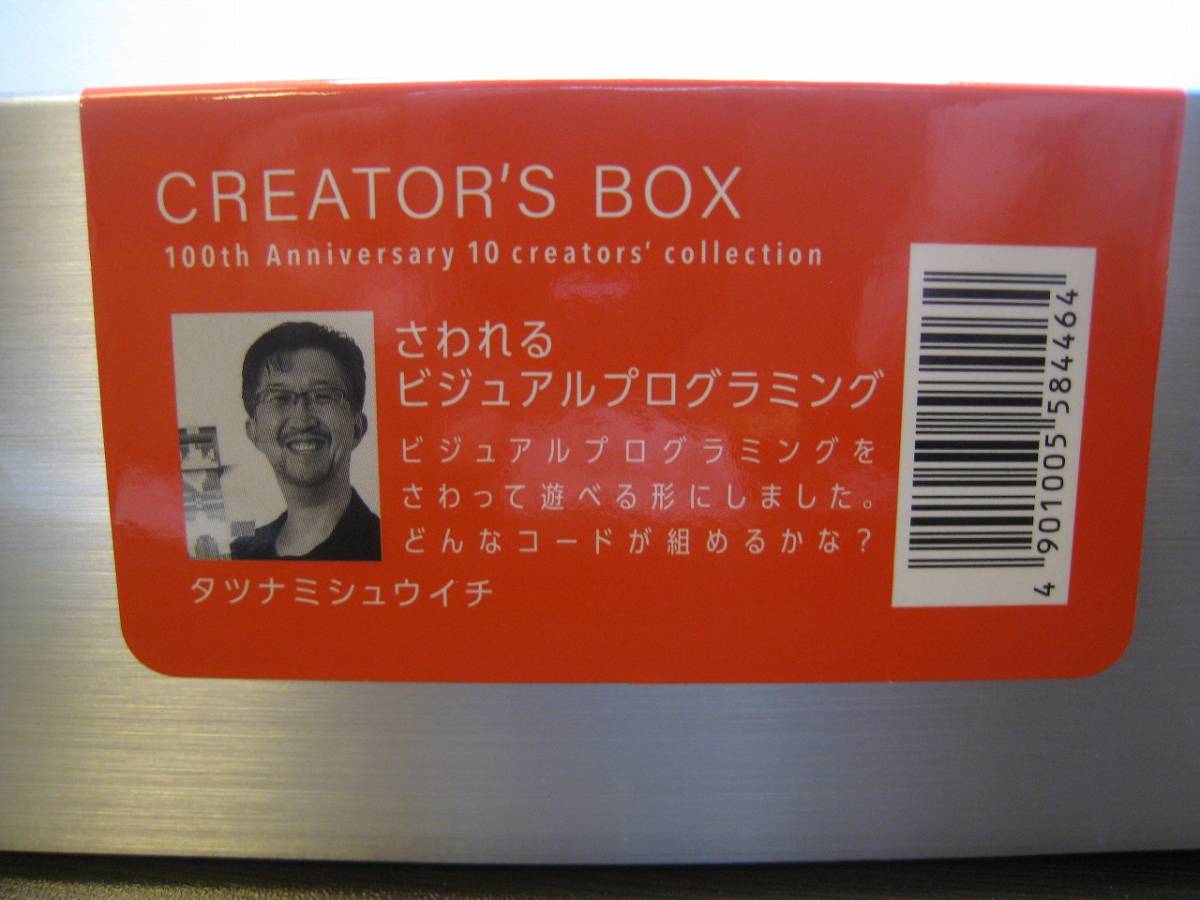 CREATOR'S BOX
100th Anniversary 10 creators' collection
さわれる
ビジュアルプログラミング
ビジュアルプログラミングを
さわって遊べる形にしました。
どんなコードが組めるかな?
タツナミシュウイチ
4 901005 584464